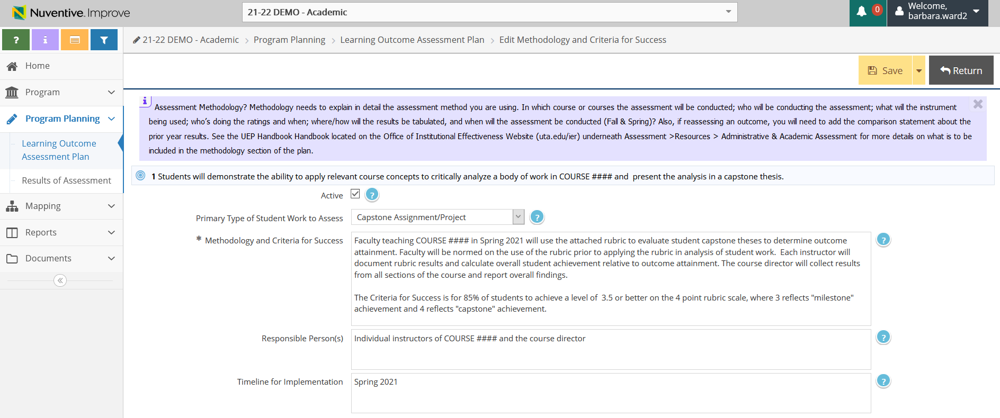 Nuventive. Improve
21-22 DEMO - Academic
0
Welcome,
barbara.ward2
?
i
21-22 DEMO - Academic > Program Planning > Learning Outcome Assessment Plan > Edit Methodology and Criteria for Success
Home
Program
Program Planning
Learning Outcome
Assessment Plan
Results of Assessment
Mapping
Reports
Documents
Save
Return
i
Assessment Methodology? Methodology needs to explain in detail the assessment method you are using. In which course or courses the assessment will be conducted; who will be conducting the assessment; what will the instrument
being used; who's doing the ratings and when; where/how will the results be tabulated, and when will the assessment be conducted (Fall & Spring)? Also, if reassessing an outcome, you will need to add the comparison statement about the
prior year results. See the UEP Handbook Handbook located on the Office of Institutional Effectiveness Website (uta.edu/ier) underneath Assessment >Resources > Administrative & Academic Assessment for more details on what is to be
included in the methodology section of the plan.
1 Students will demonstrate the ability to apply relevant course concepts to critically analyze a body of work in COURSE #### and  present the analysis in a capstone thesis.
Active ?
Primary Type of Student Work to Assess Capstone Assignment/Project ?
* Methodology and Criteria for Success ?
Faculty teaching COURSE #### in Spring 2021 will use the attached rubric to evaluate student capstone theses to determine outcome
attainment. Faculty will be normed on the use of the rubric prior to applying the rubric in analysis of student work.  Each instructor will
document rubric results and calculate overall student achievement relative to outcome attainment. The course director will collect results
from all sections of the course and report overall findings.
The Criteria for Success is for 85% of students to achieve a level of  3.5 or better on the 4 point rubric scale, where 3 reflects "milestone"
achievement and 4 reflects "capstone" achievement.
Responsible Person(s) Individual instructors of COURSE #### and the course director ?
Timeline for Implementation Spring 2021 ?